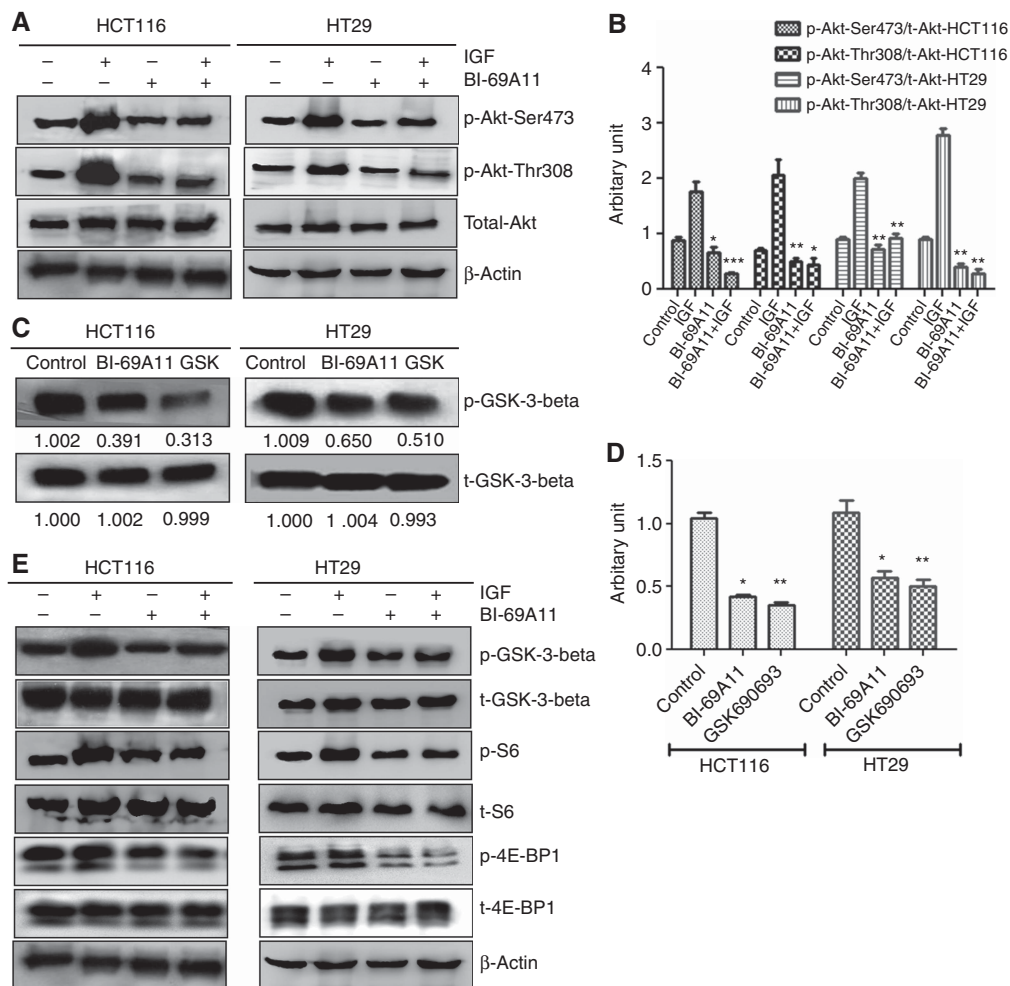 A
HCT116 HT29
– + – + – + – + IGF
– – + + – – + + BI-69A11
p-Akt-Ser473
p-Akt-Thr308
Total-Akt
β-Actin
B
p-Akt-Ser473/t-Akt-HCT116
p-Akt-Thr308/t-Akt-HCT116
p-Akt-Ser473/t-Akt-HT29
p-Akt-Thr308/t-Akt-HT29
Arbitary unit
4
3
2
1
0
* *** ** * ** ** ** **
Control IGF BI-69A11 BI-69A11+IGF Control IGF BI-69A11 BI-69A11+IGF Control IGF BI-69A11 BI-69A11+IGF Control IGF BI-69A11 BI-69A11+IGF
C
HCT116 HT29
Control BI-69A11 GSK Control BI-69A11 GSK
p-GSK-3-beta
1.002 0.391 0.313 1.009 0.650 0.510
t-GSK-3-beta
1.000 1.002 0.999 1.000 1.004 0.993
D
Arbitary unit
1.5
1.0
0.5
0.0
* ** * **
Control BI-69A11 GSK690693 Control BI-69A11 GSK690693
HCT116 HT29
E
HCT116 HT29
– + – + – + – + IGF
– – + + – – + + BI-69A11
p-GSK-3-beta
t-GSK-3-beta
p-S6
t-S6
p-4E-BP1
t-4E-BP1
β-Actin